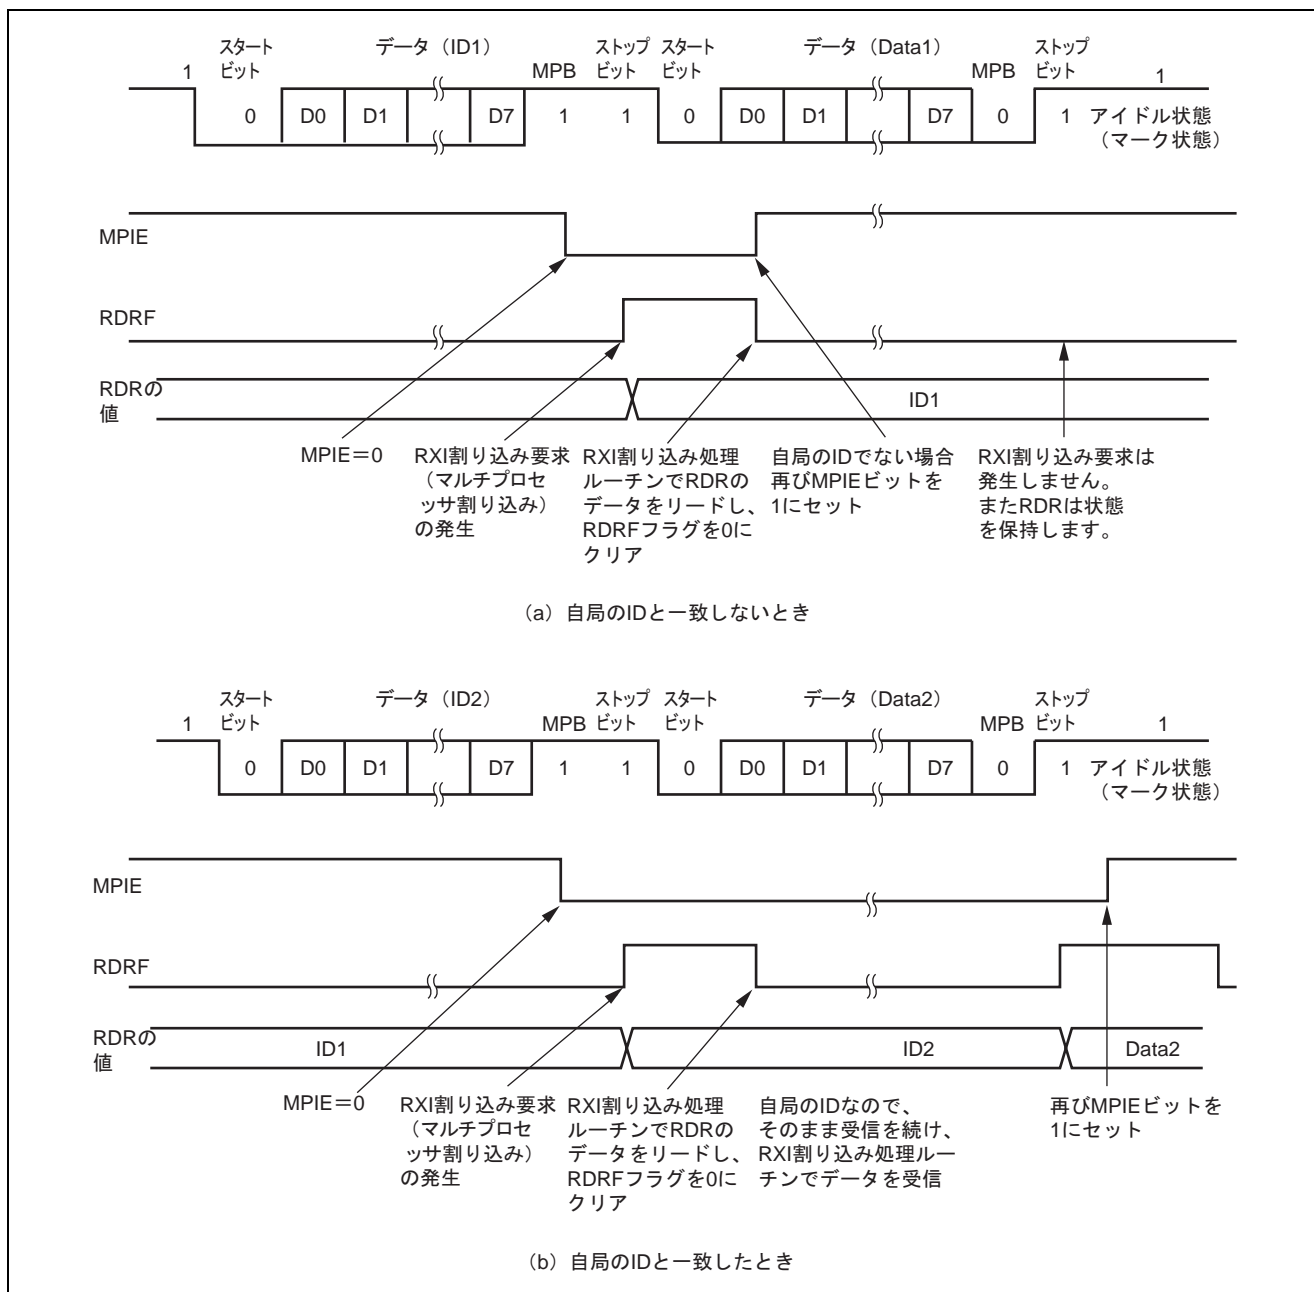 スタート
ビット
データ（ID1）
MPB
ストップ
ビット
スタート
ビット
データ（Data1）
MPB
ストップ
ビット
1
1
0 D0 D1 D7 1 1 0 D0 D1 D7 0 1 アイドル状態
（マーク状態）
MPIE
RDRF
RDRの
値
ID1
MPIE＝0
RXI割り込み要求
（マルチプロセ
ッサ割り込み）
の発生
RXI割り込み処理
ルーチンでRDRの
データをリードし、
RDRFフラグを0に
クリア
自局のIDでない場合
再びMPIEビットを
1にセット
RXI割り込み要求は
発生しません。
またRDRは状態
を保持します。
（a）自局のIDと一致しないとき
スタート
ビット
データ（ID2）
MPB
ストップ
ビット
スタート
ビット
データ（Data2）
MPB
ストップ
ビット
1
1
0 D0 D1 D7 1 1 0 D0 D1 D7 0 1 アイドル状態
（マーク状態）
MPIE
RDRF
RDRの
値
ID1
ID2
Data2
MPIE＝0
RXI割り込み要求
（マルチプロセ
ッサ割り込み）
の発生
RXI割り込み処理
ルーチンでRDRの
データをリードし、
RDRFフラグを0に
クリア
自局のIDなので、
そのまま受信を続け、
RXI割り込み処理ルー
チンでデータを受信
再びMPIEビットを
1にセット
（b）自局のIDと一致したとき